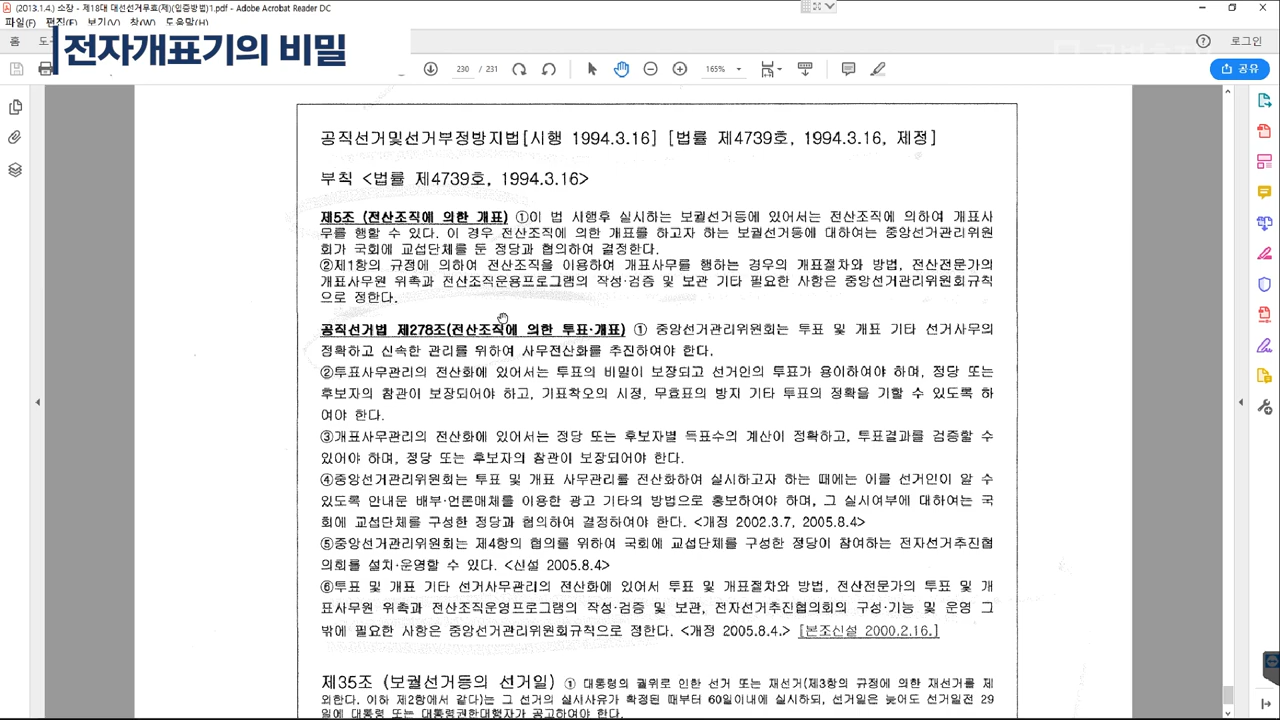 (2013.1.4.) 소장 - 제18대 대선선거무효(제)(입증방법)1.pdf - Adobe Acrobat Reader DC
파일(F) 편집(E) 보기(V) 창(W) 도움말(H)
홈
로그인
전자개표기의 비밀
230 / 231
165%
공유
공직선거및선거부정방지법[시행 1994.3.16] [법률 제4739호, 1994.3.16, 제정]
부칙 <법률 제4739호, 1994.3.16>
제5조 (전산조직에 의한 개표) ①이 법 시행후 실시하는 보궐선거등에 있어서는 전산조직에 의하여 개표사
무를 행할 수 있다. 이 경우 전산조직에 의한 개표를 하고자 하는 보궐선거등에 대하여는 중앙선거관리위원
회가 국회에 교섭단체를 둔 정당과 협의하여 결정한다.
②제1항의 규정에 의하여 전산조직을 이용하여 개표사무를 행하는 경우의 개표절차와 방법, 전산전문가의
개표사무원 위촉과 전산조직운용프로그램의 작성·검증 및 보관 기타 필요한 사항은 중앙선거관리위원회규칙
으로 정한다.
공직선거법 제278조(전산조직에 의한 투표·개표) ① 중앙선거관리위원회는 투표 및 개표 기타 선거사무의
정확하고 신속한 관리를 위하여 사무전산화를 추진하여야 한다.
②투표사무관리의 전산화에 있어서는 투표의 비밀이 보장되고 선거인의 투표가 용이하여야 하며, 정당 또는
후보자의 참관이 보장되어야 하고, 기표착오의 시정, 무효표의 방지 기타 투표의 정확을 기할 수 있도록 하
여야 한다.
③개표사무관리의 전산화에 있어서는 정당 또는 후보자별 득표수의 계산이 정확하고, 투표결과를 검증할 수
있어야 하며, 정당 또는 후보자의 참관이 보장되어야 한다.
④중앙선거관리위원회는 투표 및 개표 사무관리를 전산화하여 실시하고자 하는 때에는 이를 선거인이 알 수
있도록 안내문 배부·언론매체를 이용한 광고 기타의 방법으로 홍보하여야 하며, 그 실시여부에 대하여는 국
회에 교섭단체를 구성한 정당과 협의하여 결정하여야 한다. <개정 2002.3.7, 2005.8.4>
⑤중앙선거관리위원회는 제4항의 협의를 위하여 국회에 교섭단체를 구성한 정당이 참여하는 전자선거추진협
의회를 설치·운영할 수 있다. <신설 2005.8.4>
⑥투표 및 개표 기타 선거사무관리의 전산화에 있어서 투표 및 개표절차와 방법, 전산전문가의 투표 및 개
표사무원 위촉과 전산조직운영프로그램의 작성·검증 및 보관, 전자선거추진협의회의 구성·기능 및 운영 그
밖에 필요한 사항은 중앙선거관리위원회규칙으로 정한다. <개정 2005.8.4.> [본조신설 2000.2.16.]
제35조 (보궐선거등의 선거일) ① 대통령의 궐위로 인한 선거 또는 재선거(제3항의 규정에 의한 재선거를 제
외한다. 이하 제2항에서 같다)는 그 선거의 실시사유가 확정된 때부터 60일이내에 실시하되, 선거일은 늦어도 선거일전 29
일에 대통령 또는 대통령권한대행자가 공고하여야 한다.